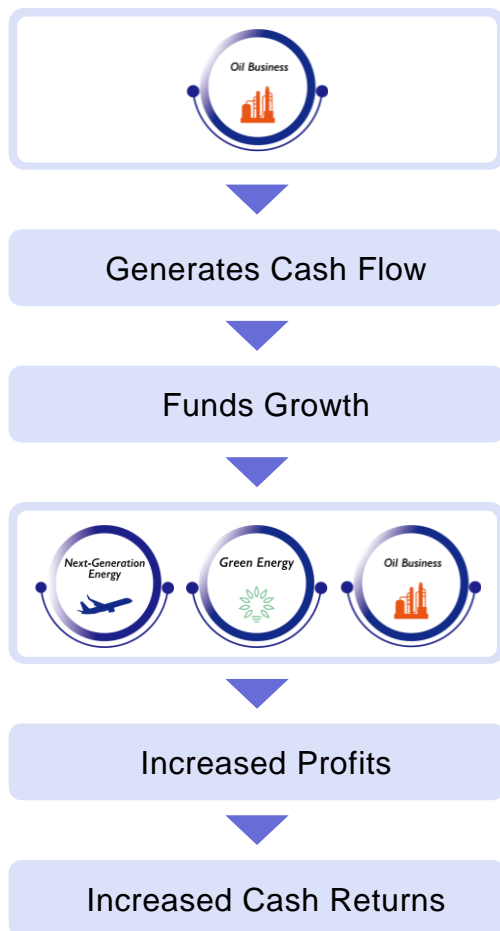 Oil Business
Generates Cash Flow
Funds Growth
Next-Generation
Energy
Green Energy
Oil Business
Increased Profits
Increased Cash Returns